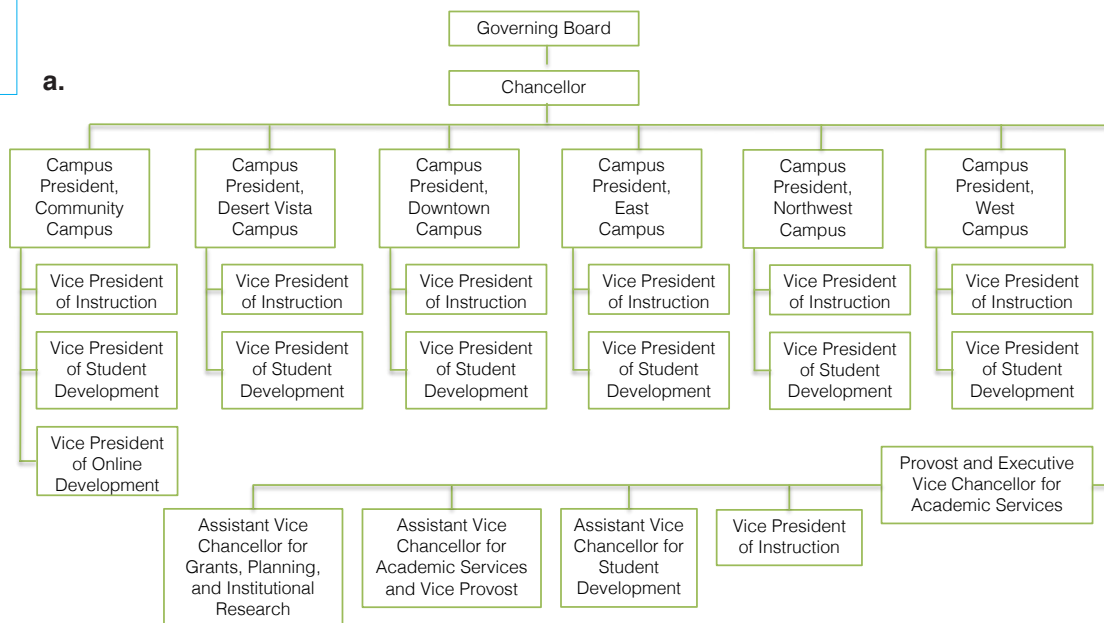 Governing Board
a.
Chancellor
Campus
President,
Community
Campus
Campus
President,
Desert Vista
Campus
Campus
President,
Downtown
Campus
Campus
President,
East
Campus
Campus
President,
Northwest
Campus
Campus
President,
West
Campus
Vice President
of Instruction
Vice President
of Instruction
Vice President
of Instruction
Vice President
of Instruction
Vice President
of Instruction
Vice President
of Instruction
Vice President
of Student
Development
Vice President
of Student
Development
Vice President
of Student
Development
Vice President
of Student
Development
Vice President
of Student
Development
Vice President
of Student
Development
Vice President
of Online
Development
Provost and Executive
Vice Chancellor for
Academic Services
Assistant Vice
Chancellor for
Grants, Planning,
and Institutional
Research
Assistant Vice
Chancellor for
Academic Services
and Vice Provost
Assistant Vice
Chancellor for
Student
Development
Vice President
of Instruction